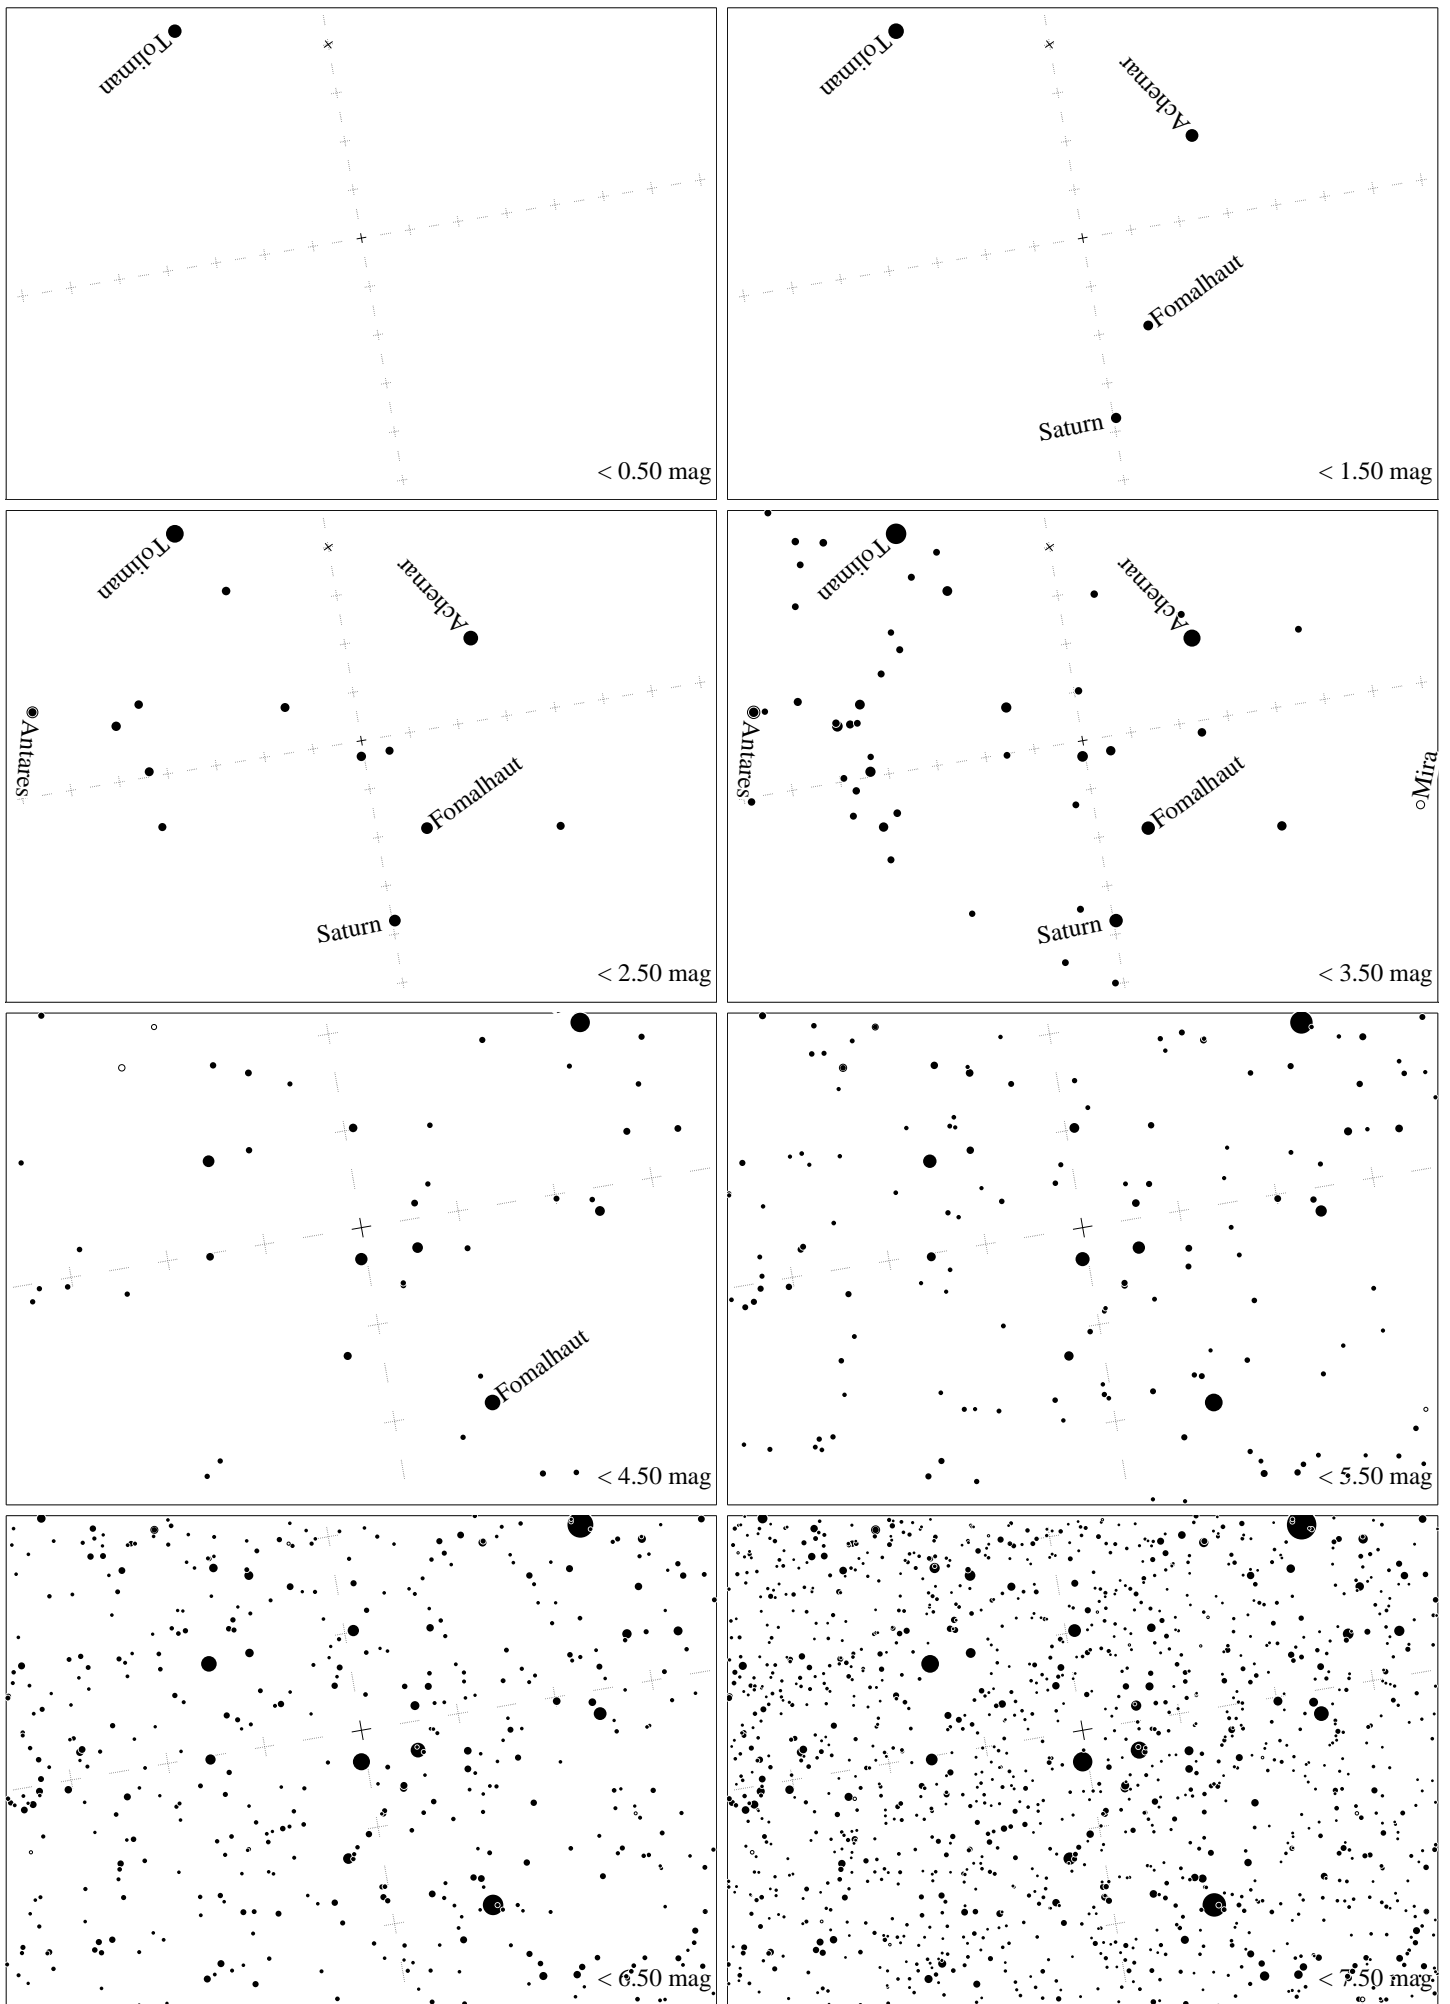 Toliman
< 0.50 mag
Toliman
Achernar
Fomalhaut
Saturn
< 1.50 mag
Toliman
Achernar
Antares
Fomalhaut
Saturn
< 2.50 mag
Toliman
Achernar
Antares
Fomalhaut
Mira
Saturn
< 3.50 mag
Fomalhaut
< 4.50 mag
< 5.50 mag
< 6.50 mag
< 7.50 mag